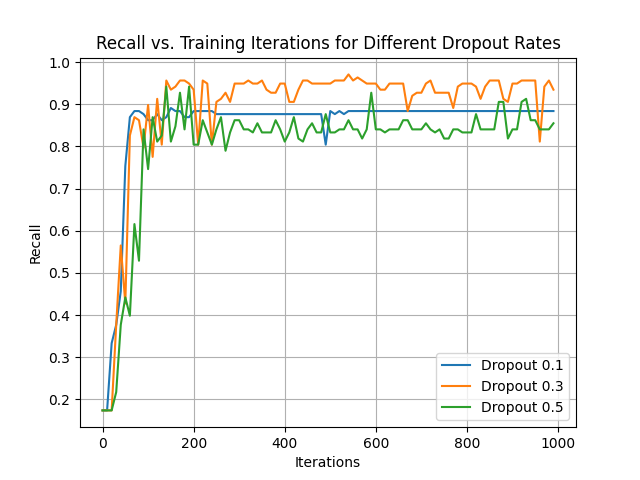 Recall vs. Training Iterations for Different Dropout Rates
1.0
0.9
0.8
0.7
0.6
0.5
0.4
0.3
0.2
Recall
0
200
400
600
800
1000
Iterations
Dropout 0.1
Dropout 0.3
Dropout 0.5